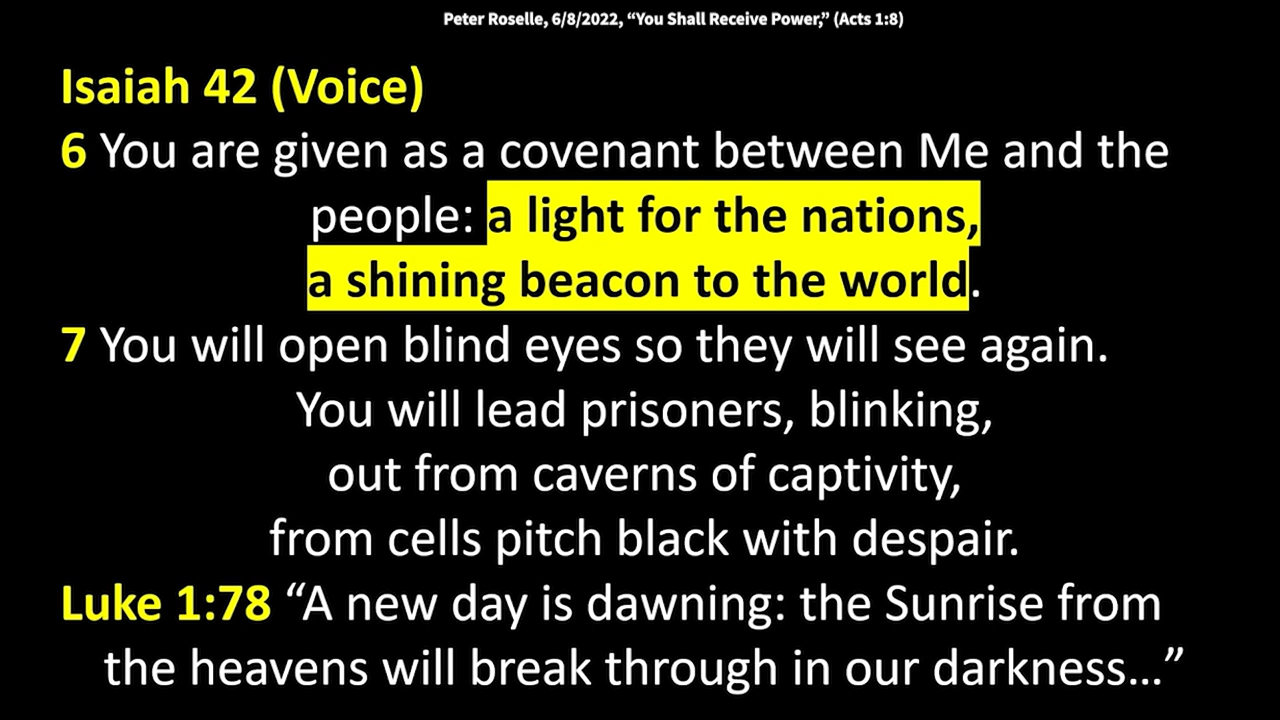 Peter Roselle, 6/8/2022, “You Shall Receive Power,” (Acts 1:8)
Isaiah 42 (Voice)
6 You are given as a covenant between Me and the
people: a light for the nations,
a shining beacon to the world.
7 You will open blind eyes so they will see again.
You will lead prisoners, blinking,
out from caverns of captivity,
from cells pitch black with despair.
Luke 1:78 “A new day is dawning: the Sunrise from
the heavens will break through in our darkness…”